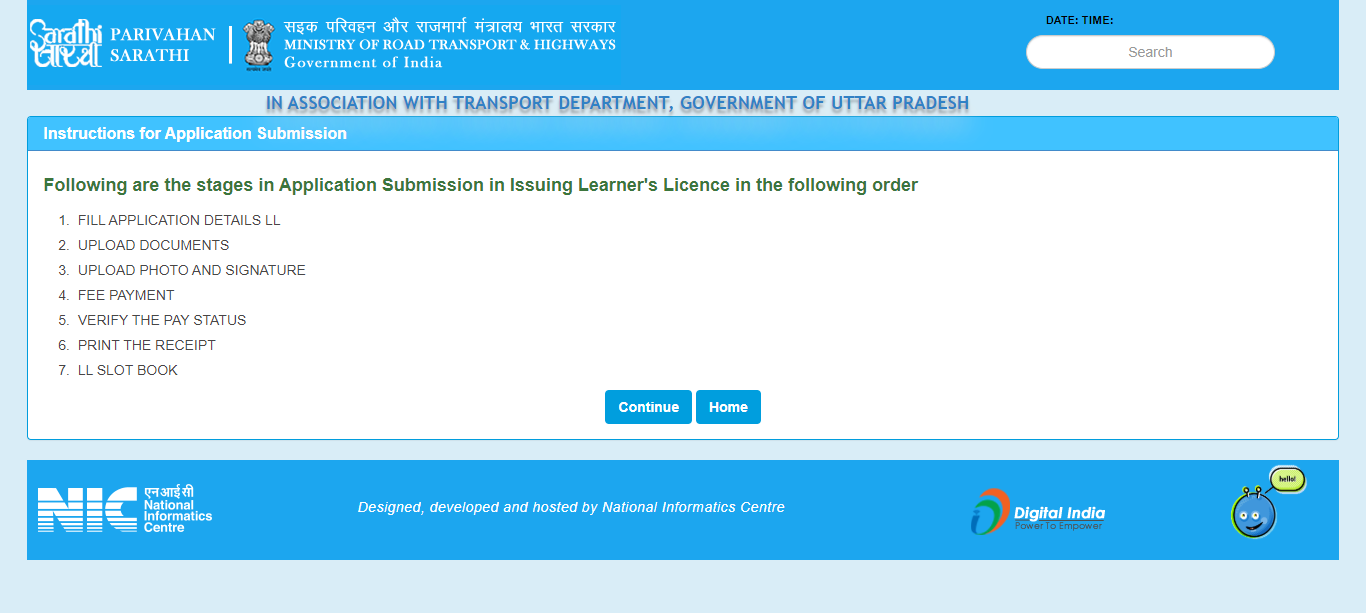 Sarathi
सारथी
PARIVAHAN
SARATHI
सड़क परिवहन और राजमार्ग मंत्रालय भारत सरकार
MINISTRY OF ROAD TRANSPORT & HIGHWAYS
Government of India
DATE: TIME:
Search
IN ASSOCIATION WITH TRANSPORT DEPARTMENT, GOVERNMENT OF UTTAR PRADESH
Instructions for Application Submission
Following are the stages in Application Submission in Issuing Learner's Licence in the following order
1. FILL APPLICATION DETAILS LL
2. UPLOAD DOCUMENTS
3. UPLOAD PHOTO AND SIGNATURE
4. FEE PAYMENT
5. VERIFY THE PAY STATUS
6. PRINT THE RECEIPT
7. LL SLOT BOOK
Continue Home
NIC
एन आई सी
National
Informatics
Centre
Designed, developed and hosted by National Informatics Centre
Digital India
Power To Empower
hello!